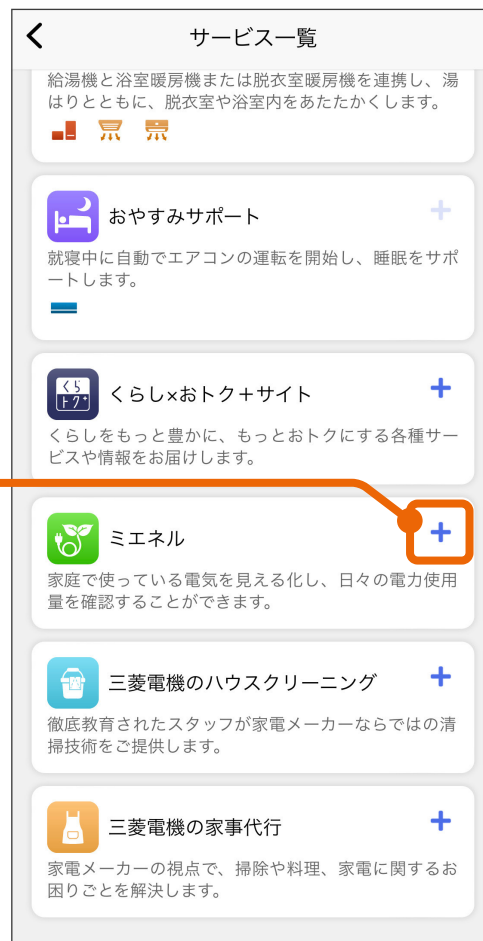 サービス一覧
給湯機と浴室暖房機または脱衣室暖房機を連携し、湯
はりとともに、脱衣室や浴室内をあたたかくします。
おやすみサポート
就寝中に自動でエアコンの運転を開始し、睡眠をサポ
ートします。
くら
トク+
くらし×おトク+サイト
くらしをもっと豊かに、もっとおトクにする各種サー
ビスや情報をお届けします。
ミエネル
家庭で使っている電気を見える化し、日々の電力使用
量を確認することができます。
三菱電機のハウスクリーニング
徹底教育されたスタッフが家電メーカーならではの清
掃技術をご提供します。
三菱電機の家事代行
家電メーカーの視点で、掃除や料理、家電に関するお
困りごとを解決します。